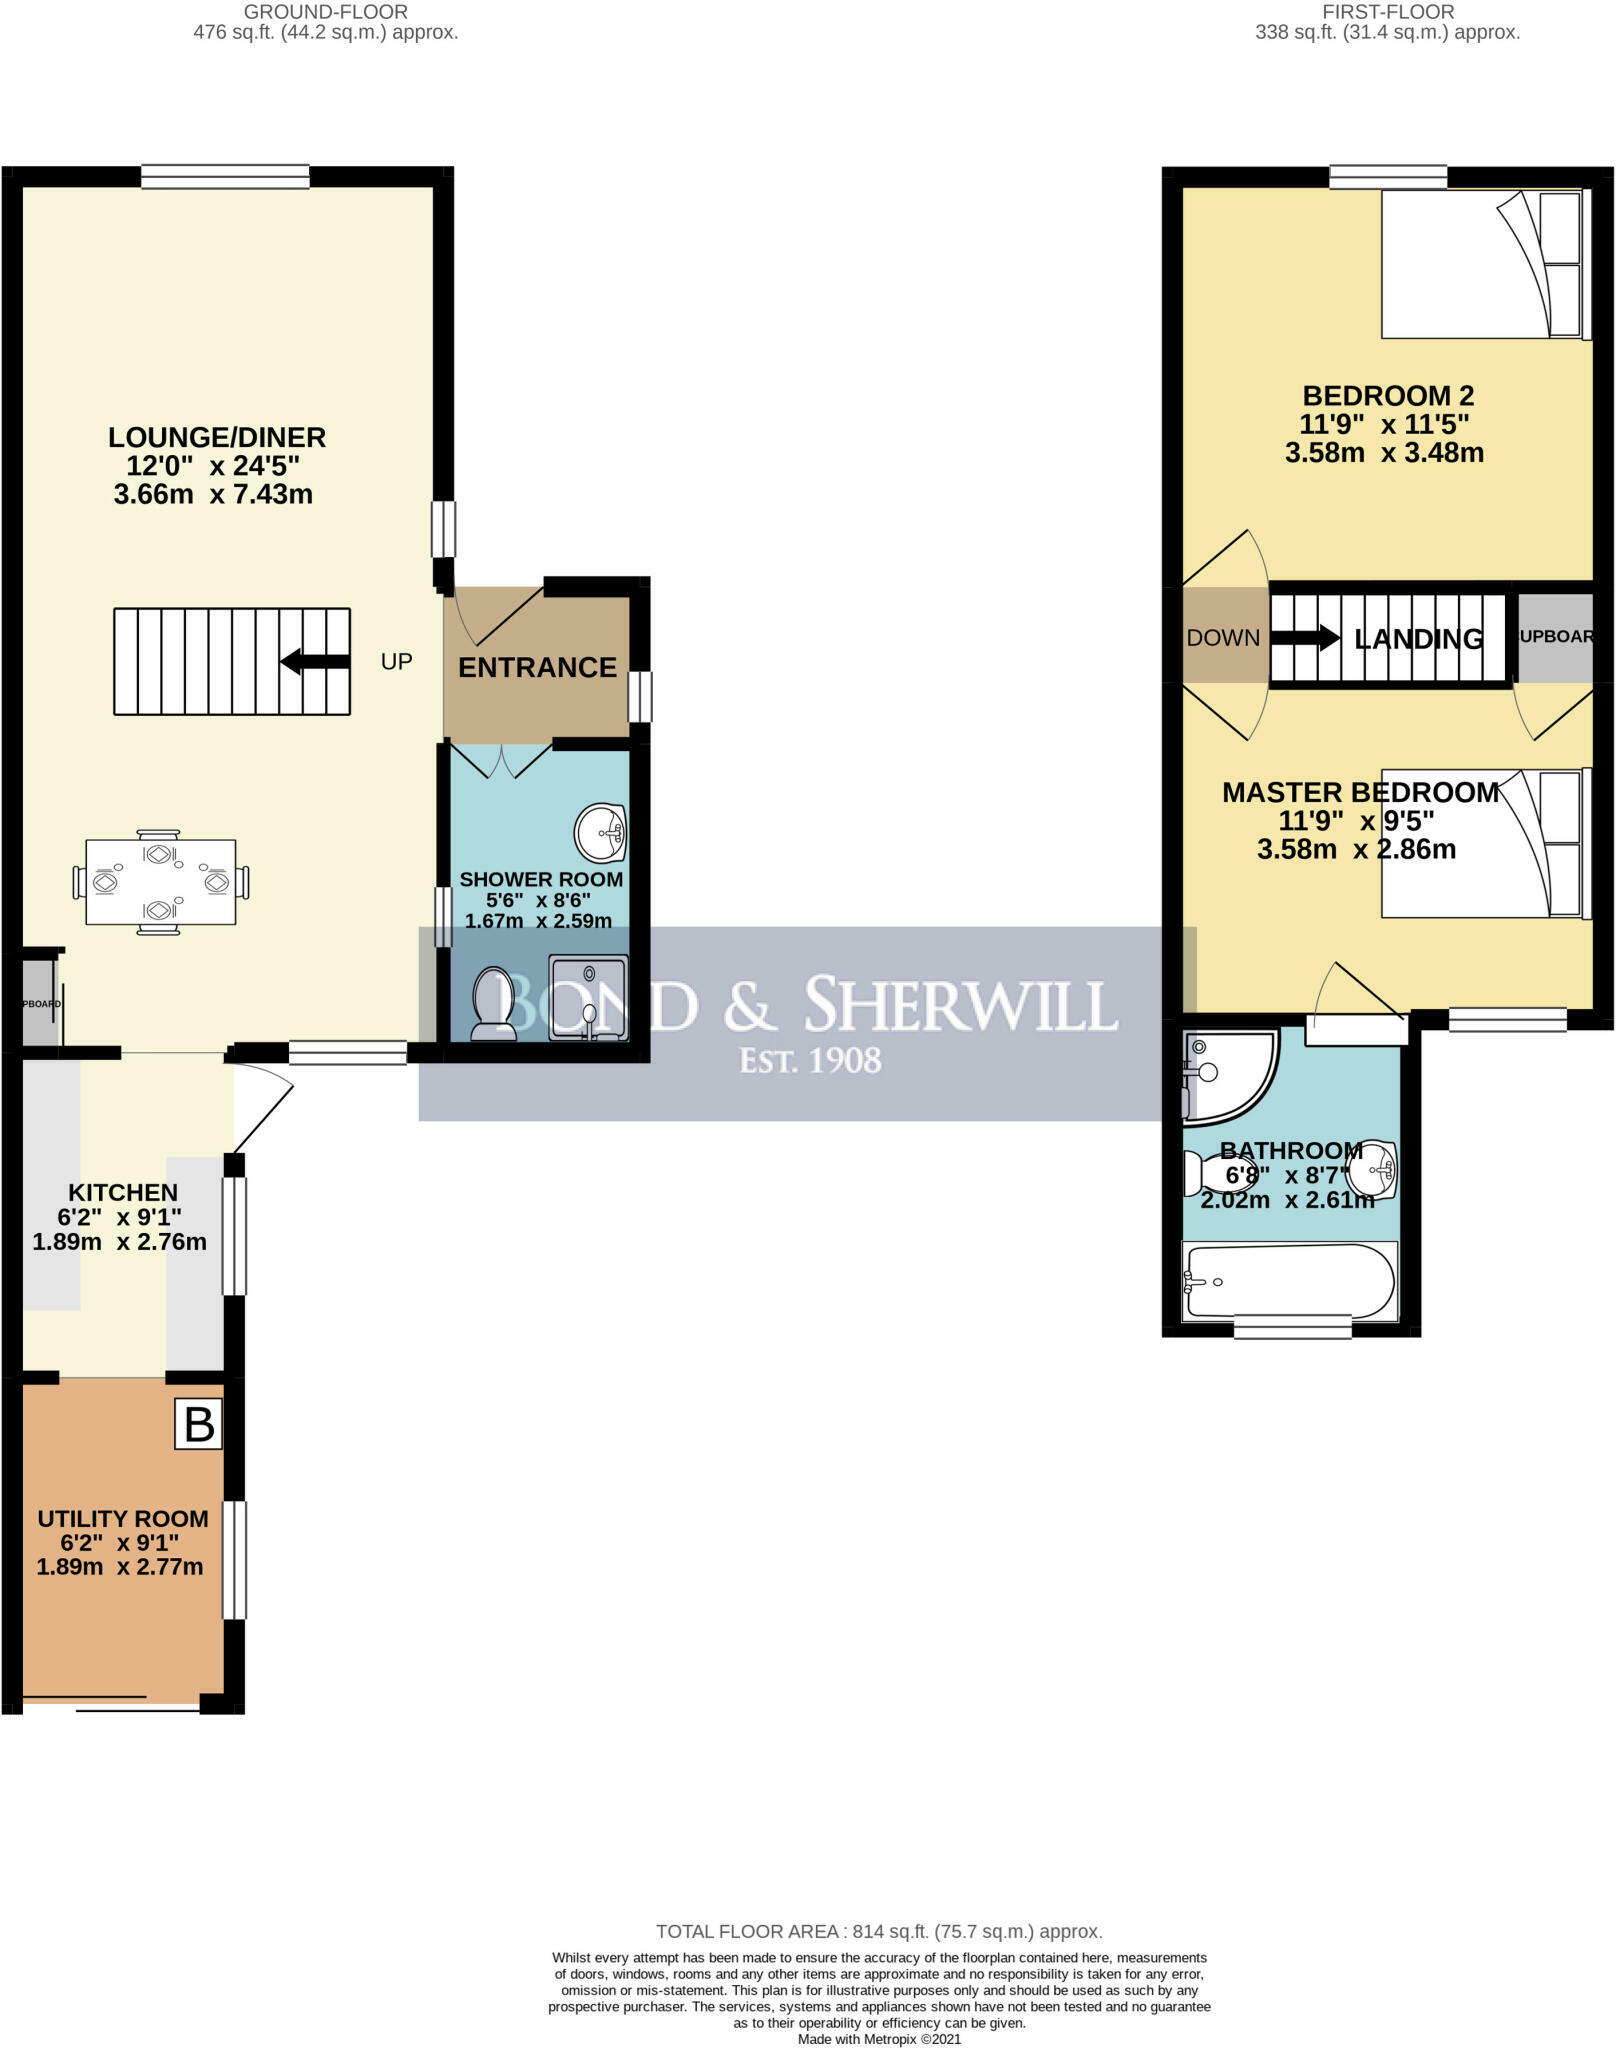 GROUND-FLOOR
476 sq.ft. (44.2 sq.m.) approx.
FIRST-FLOOR
338 sq.ft. (31.4 sq.m.) approx.
LOUNGE/DINER
12'0" x 24'5"
3.66m x 7.43m
UP
ENTRANCE
SHOWER ROOM
5'6" x 8'6"
1.67m x 2.59m
PBOARD
KITCHEN
6'2" x 9'1"
1.89m x 2.76m
B
UTILITY ROOM
6'2" x 9'1"
1.89m x 2.77m
BEDROOM 2
11'9" x 11'5"
3.58m x 3.48m
DOWN
LANDING
UPBOAR
MASTER BEDROOM
11'9" x 9'5"
3.58m x 2.86m
BATHROOM
6'8" x 8'7"
2.02m x 2.61m
BOND & SHERWILL
EST. 1908
TOTAL FLOOR AREA : 814 sq.ft. (75.7 sq.m.) approx.
Whilst every attempt has been made to ensure the accuracy of the floorplan contained here, measurements
of doors, windows, rooms and any other items are approximate and no responsibility is taken for any error,
omission or mis-statement. This plan is for illustrative purposes only and should be used as such by any
prospective purchaser. The services, systems and appliances shown have not been tested and no guarantee
as to their operability or efficiency can be given.
Made with Metropix ©2021